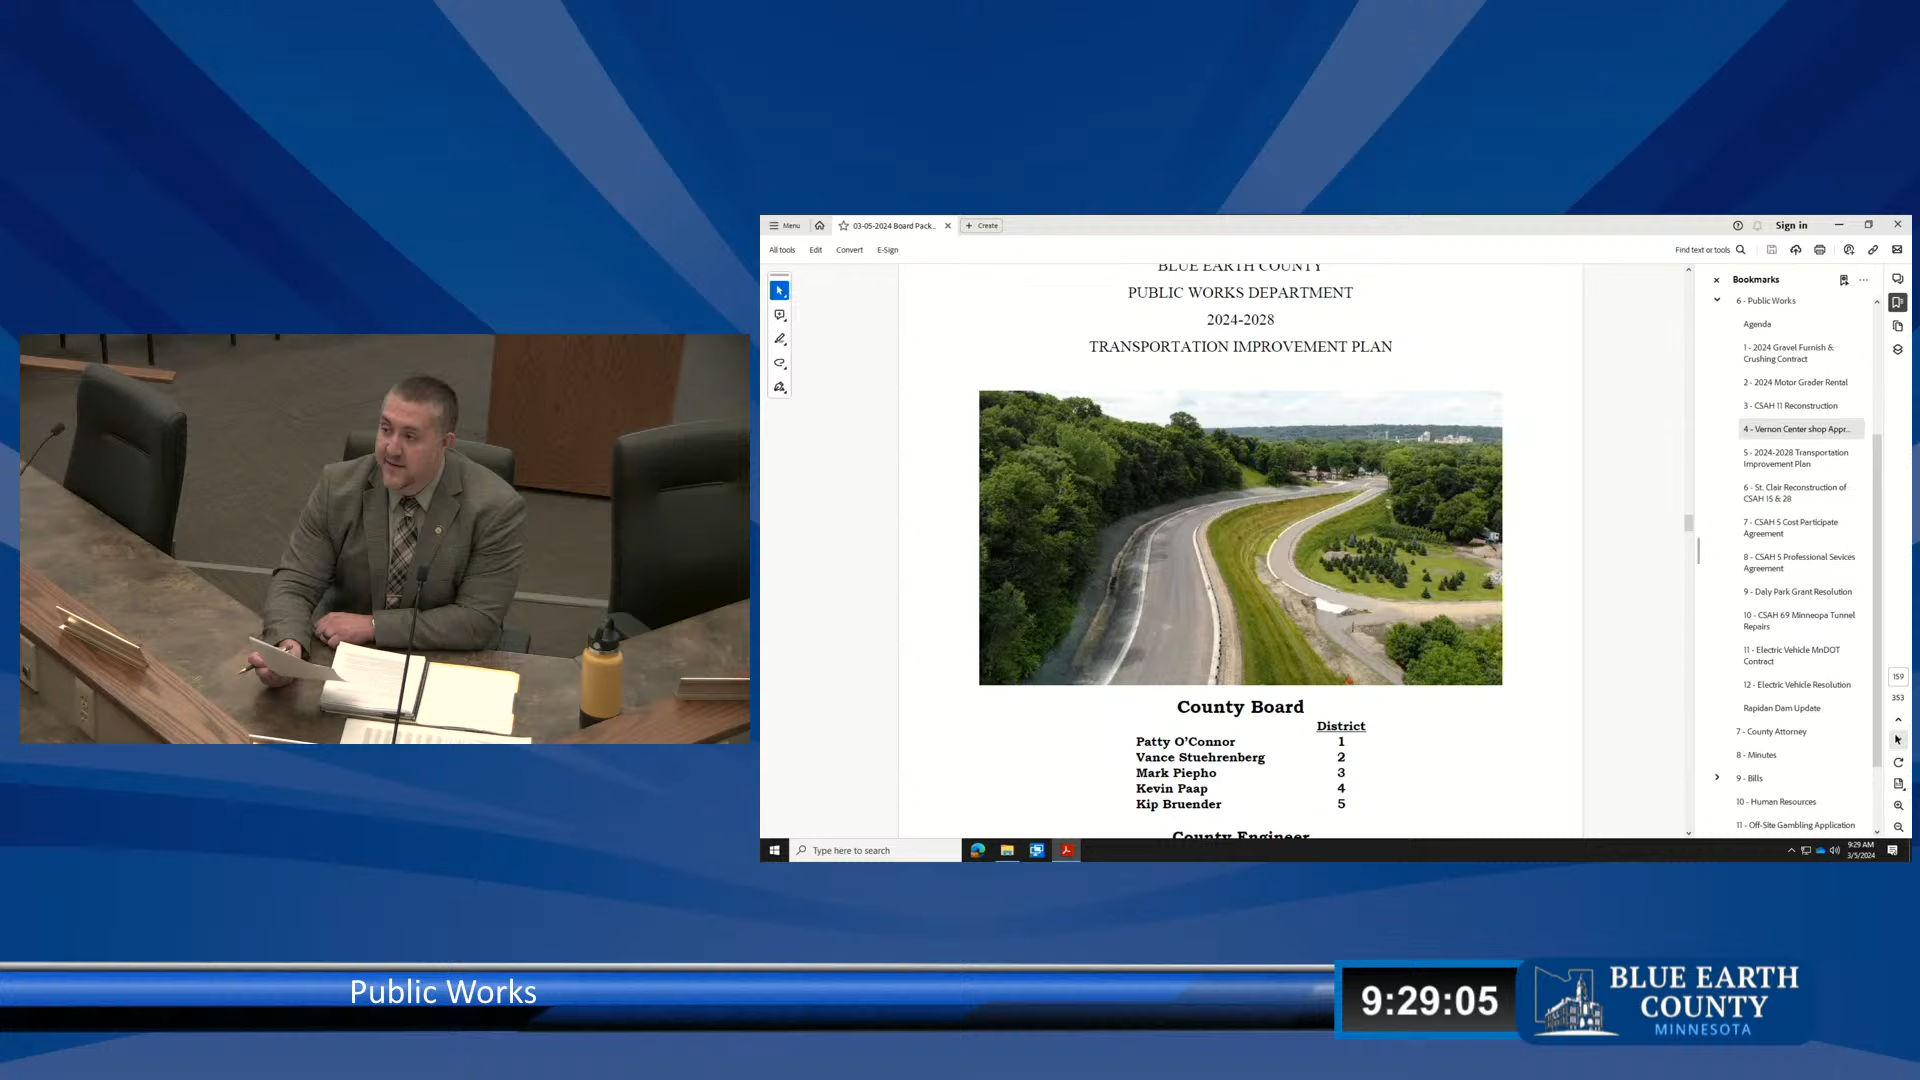 Menu
03-05-2024 Board Pack...
Create
Sign in
All tools
Edit
Convert
E-Sign
Find text or tools
BLUE EARTH COUNTY
PUBLIC WORKS DEPARTMENT
2024-2028
TRANSPORTATION IMPROVEMENT PLAN
County Board
District
Patty O'Connor 1
Vance Stuehrenberg 2
Mark Piepho 3
Kevin Paap 4
Kip Bruender 5
County Engineer
Bookmarks
6 - Public Works
Agenda
1 - 2024 Gravel Furnish &
Crushing Contract
2 - 2024 Motor Grader Rental
3 - CSAH 11 Reconstruction
4 - Vernon Center shop Appr...
5 - 2024-2028 Transportation
Improvement Plan
6 - St. Clair Reconstruction of
CSAH 15 & 28
7 - CSAH 5 Cost Participate
Agreement
8 - CSAH 5 Professional Sevices
Agreement
9 - Daly Park Grant Resolution
10 - CSAH 69 Minneopa Tunnel
Repairs
11 - Electric Vehicle MnDOT
Contract
12 - Electric Vehicle Resolution
Rapidan Dam Update
7 - County Attorney
8 - Minutes
9 - Bills
10 - Human Resources
11 - Off-Site Gambling Application
159
353
Type here to search
9:29 AM
3/5/2024
Public Works
9:29:05
BLUE EARTH
COUNTY
MINNESOTA